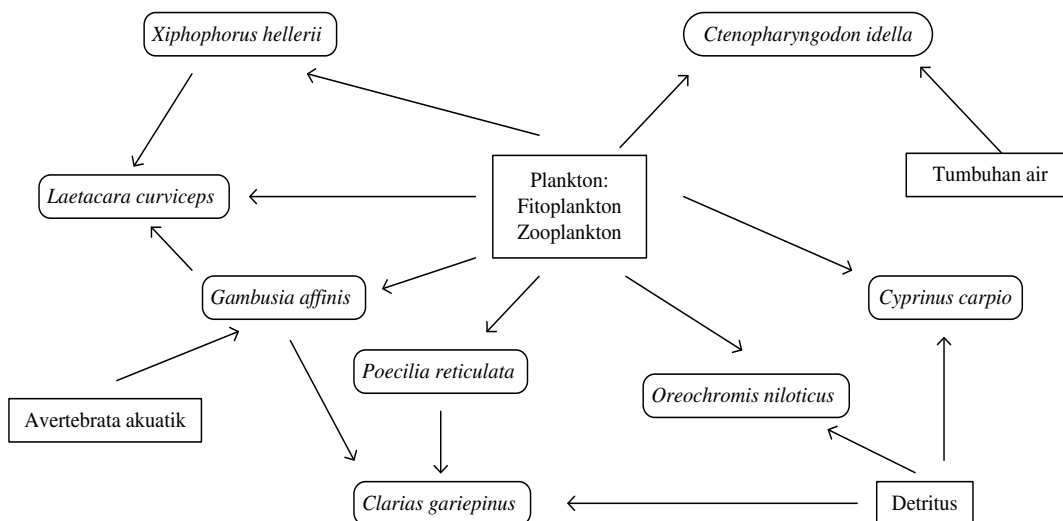 Xiphophorus hellerii
Ctenopharyngodon idella
Plankton:
Fitoplankton
Zooplankton
Tumbuhan air
Laetacara curviceps
Gambusia affinis
Cyprinus carpio
Poecilia reticulata
Oreochromis niloticus
Avertebrata akuatik
Clarias gariepinus
Detritus